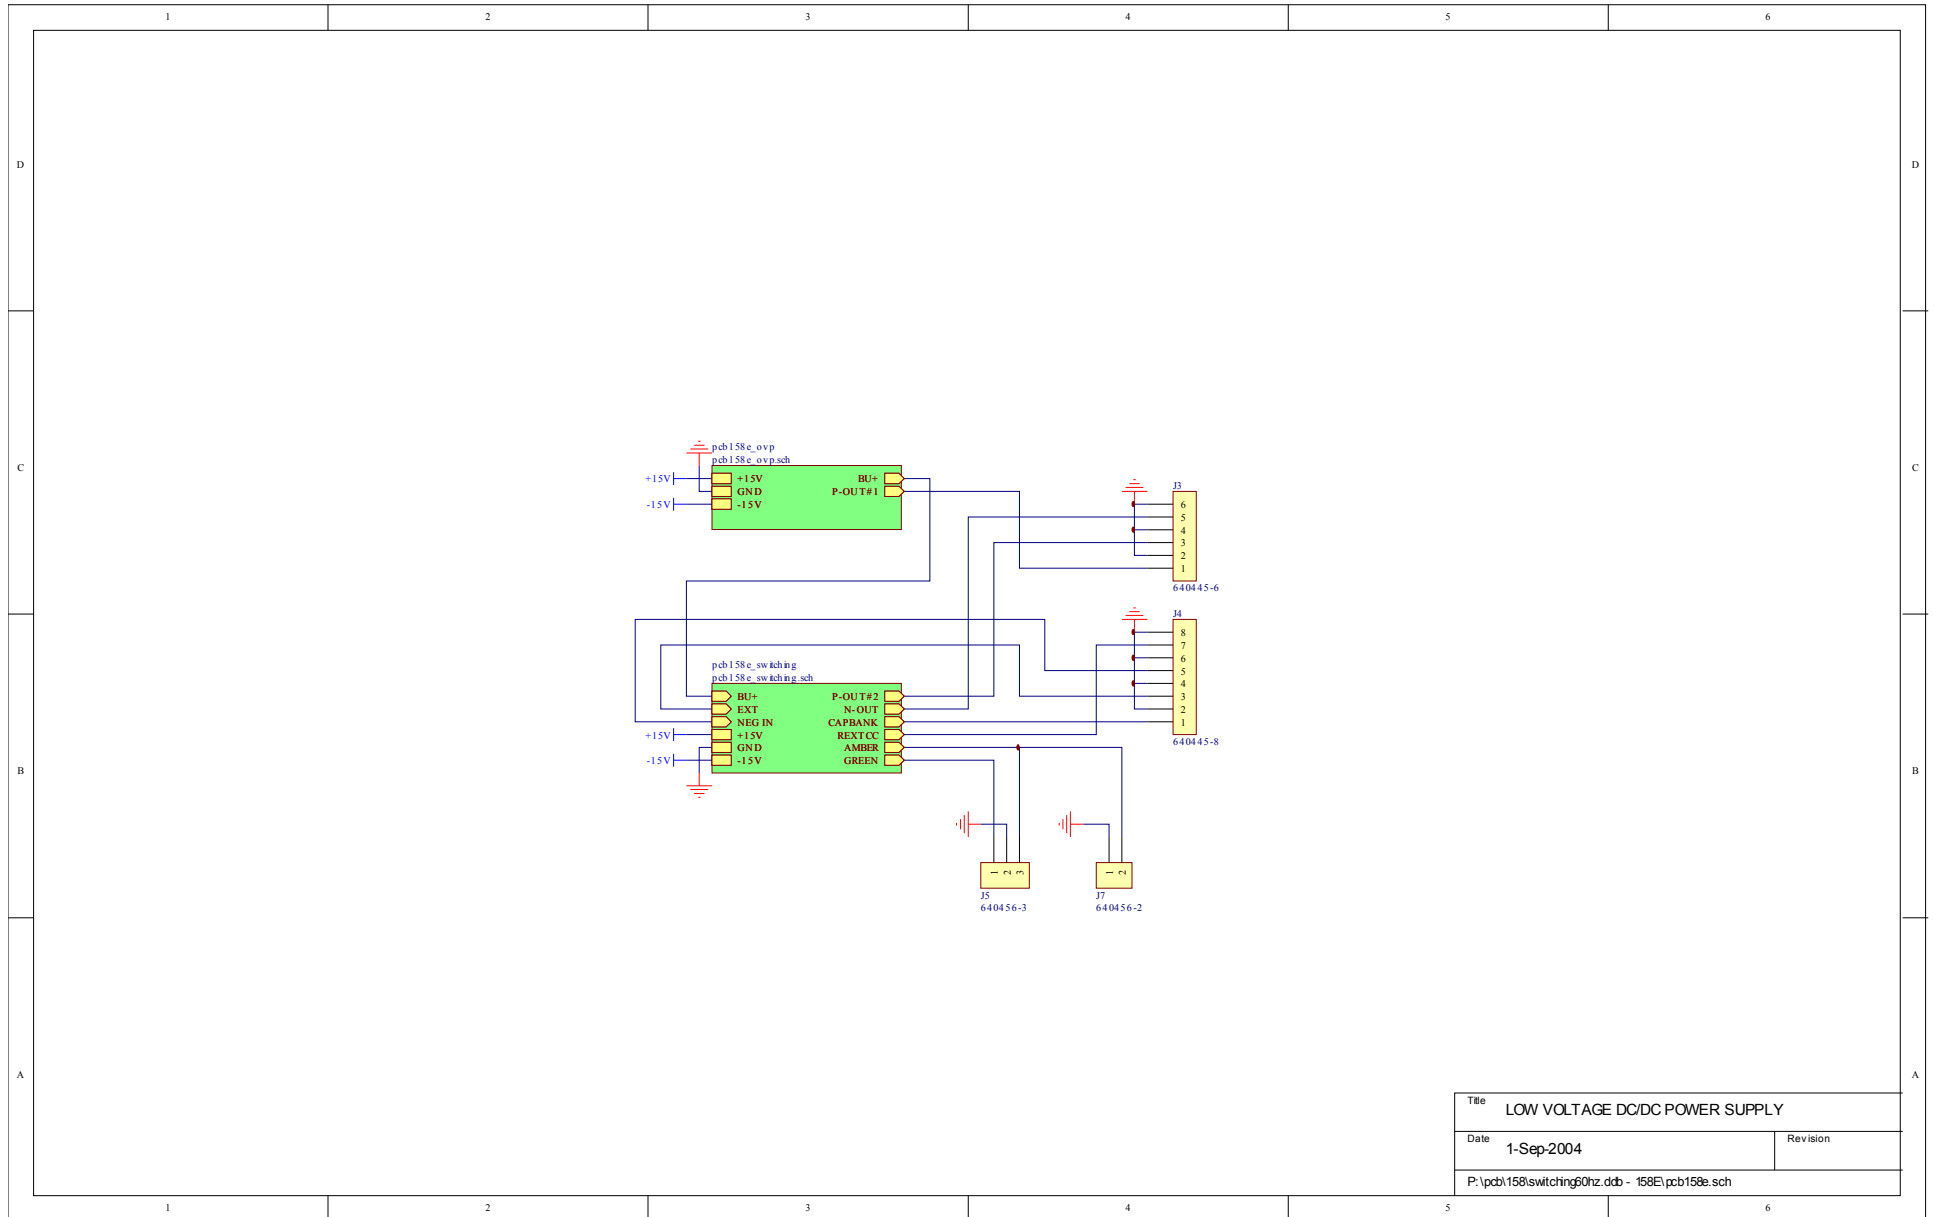 1 2 3 4 5 6
D D
C C
B B
A A
pcb158e_ovp
pcb158e_ovp.sch
+15V +15V BU+
GND P-OUT#1
-15V -15V
J3
6
5
4
3
2
1
640445-6
J4
8
7
6
5
4
3
2
1
640445-8
pcb158e_switching
pcb158e_switching.sch
BU+ P-OUT#2
EXT N-OUT
NEG IN CAPBANK
+15V +15V REXTCC
GND AMBER
-15V -15V GREEN
1 2 3
J5
640456-3
1 2
J7
640456-2
Title LOW VOLTAGE DC/DC POWER SUPPLY
Date 1-Sep-2004 Revision
P:\pcb\158\switching60hz.ddb - 158E\pcb158e.sch
1 2 3 4 5 6